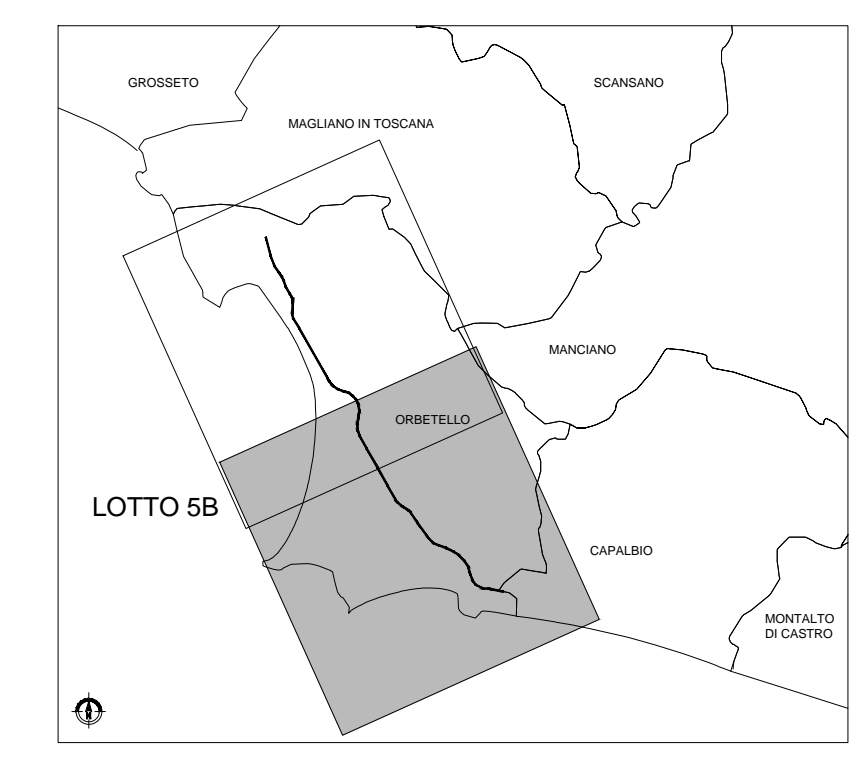 GROSSETO
SCANSANO
MAGLIANO IN TOSCANA
MANCIANO
ORBETELLO
LOTTO 5B
CAPALBIO
MONTALTO
DI CASTRO